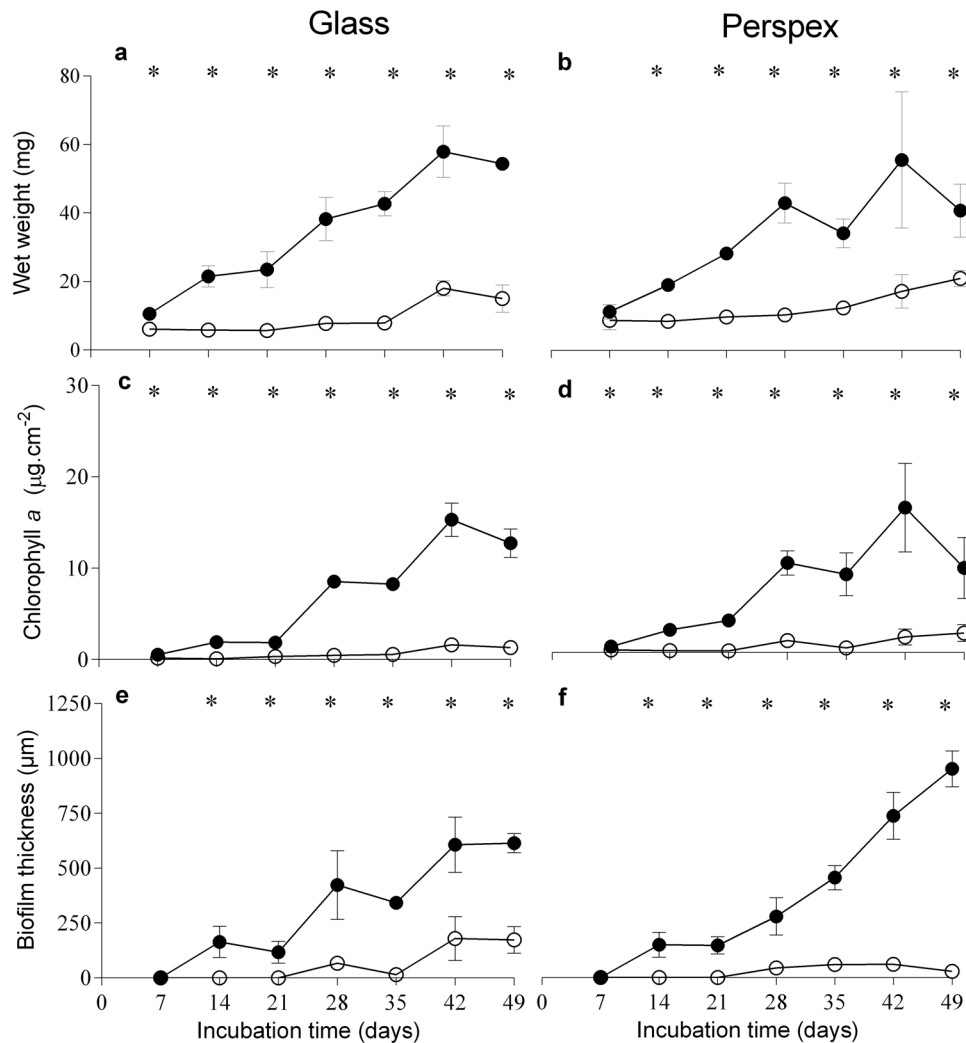 Glass Perspex
a * * * * * * * b * * * * * *
Wet weight (mg)
80
60
40
20
0
c * * * * * * * d * * * * * * *
Chlorophyll a (µg.cm-2)
30
20
10
0
e * * * * * * f * * * * * *
Biofilm thickness (µm)
1250
1000
750
500
250
0
0 7 14 21 28 35 42 49 0 7 14 21 28 35 42 49
Incubation time (days) Incubation time (days)